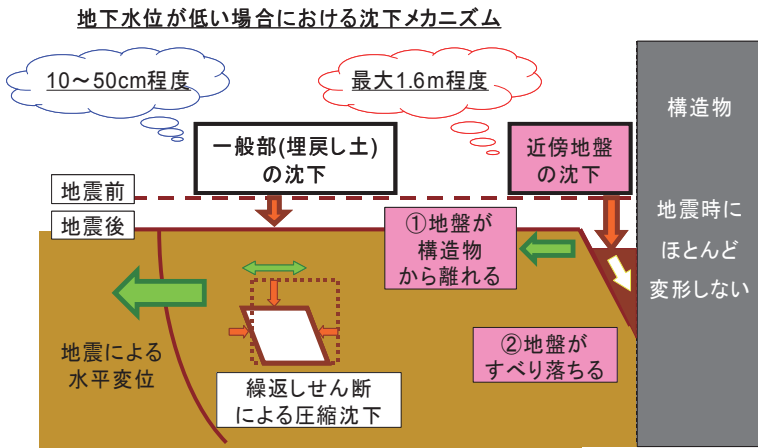 地下水位が低い場合における沈下メカニズム
10～50cm程度
最大1.6m程度
一般部(埋戻し土)
の沈下
近傍地盤
の沈下
構造物
地震時に
ほとんど
変形しない
地震前
地震後
①地盤が
構造物
から離れる
②地盤が
すべり落ちる
地震による
水平変位
繰返しせん断
による圧縮沈下